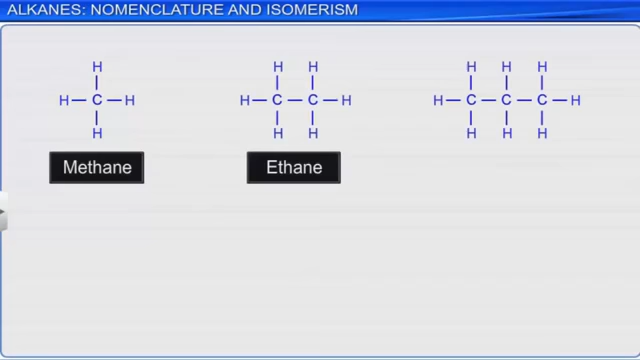 ALKANES: NOMENCLATURE AND ISOMERISM
H H H H H H
H C H H C C H H C C C H
H H H H H H
Methane Ethane